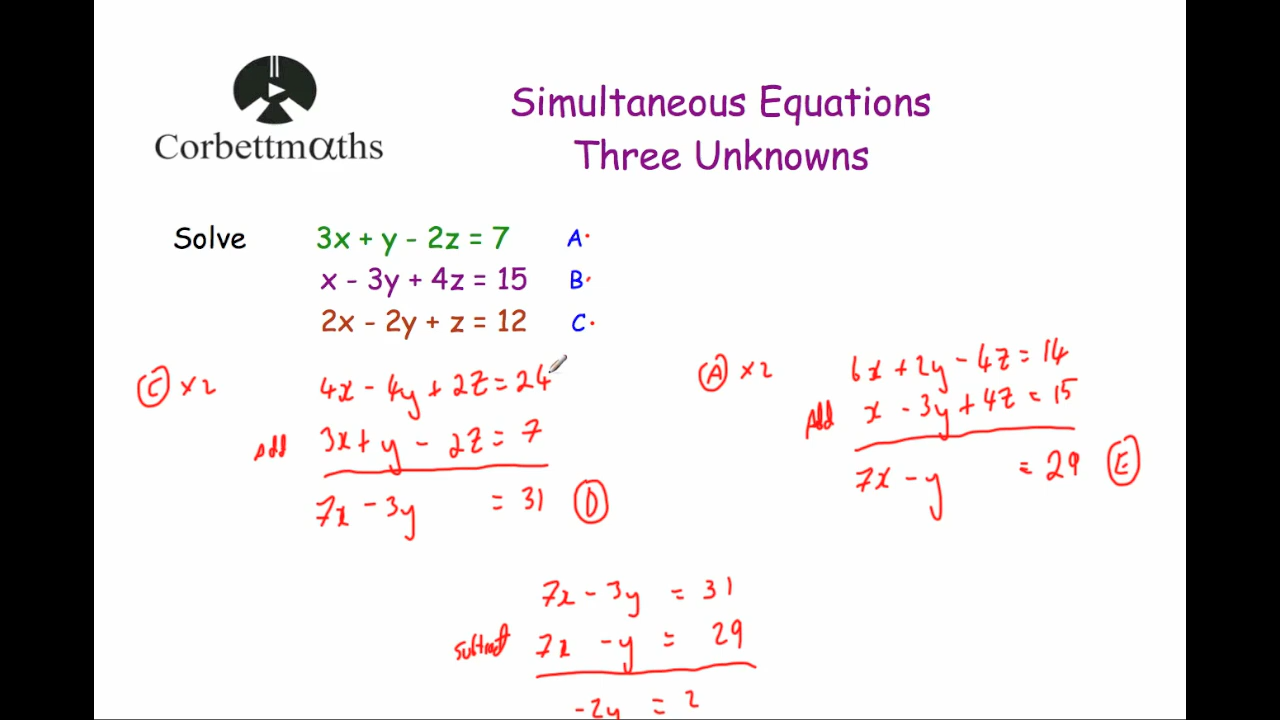 Corbettmαths
Simultaneous Equations
Three Unknowns
Solve 3x + y - 2z = 7 A
x - 3y + 4z = 15 B
2x - 2y + z = 12 C
C ×2 4x - 4y + 2z = 24
Add 3x + y - 2z = 7
7x - 3y = 31 D
A ×2 6x + 2y - 4z = 14
Add x - 3y + 4z = 15
7x - y = 29 E
7x - 3y = 31
subtract 7x - y = 29
-2y = 2